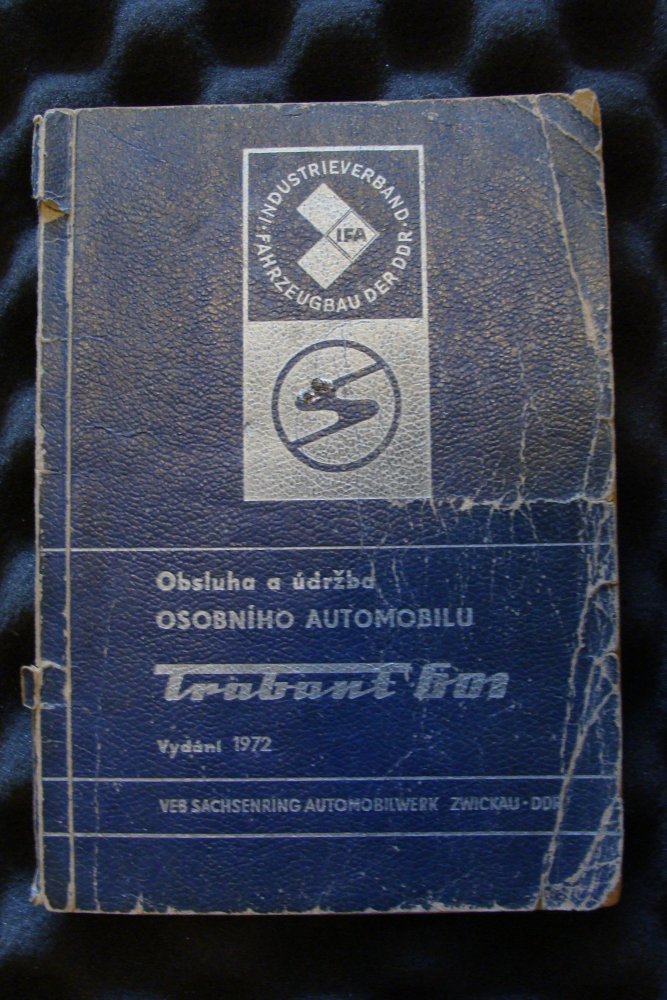 INDUSTRIEVERBAND · FAHRZEUGBAU DER DDR ·
IFA
Obsluha a údržba
OSOBNÍHO AUTOMOBILU
Trabant 601
Vydání 1972
VEB SACHSENRING AUTOMOBILWERK ZWICKAU · DDR